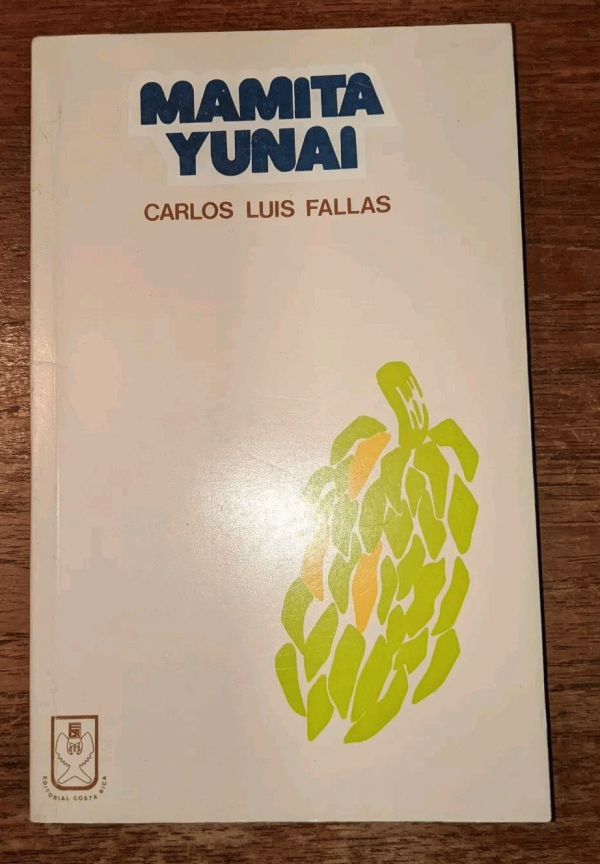 MAMITA
YUNAI
CARLOS LUIS FALLAS
EDITORIAL COSTA RICA